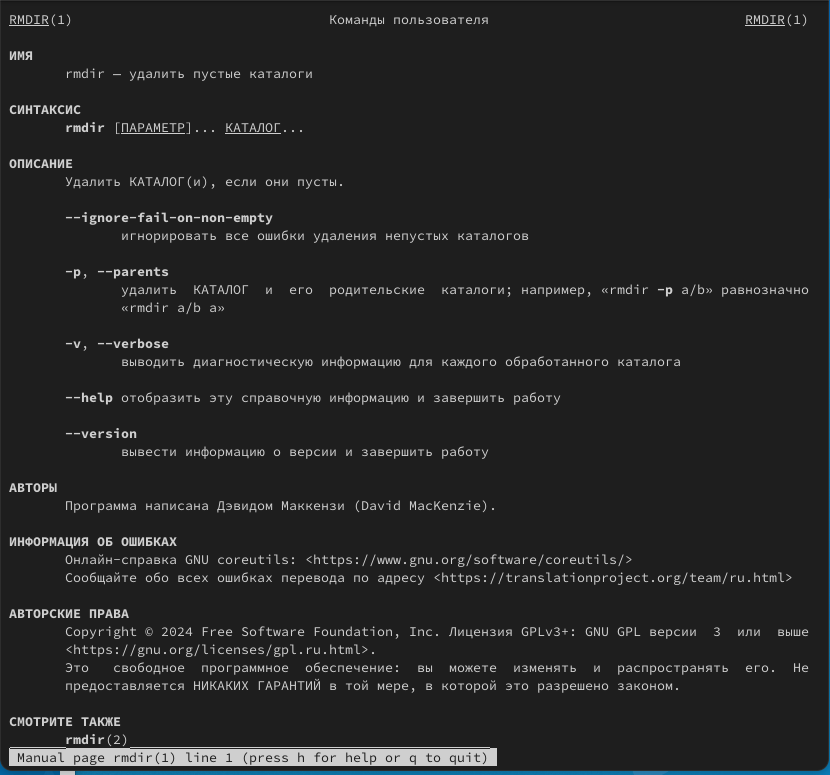 RMDIR(1) Команды пользователя RMDIR(1)
ИМЯ
rmdir — удалить пустые каталоги
СИНТАКСИС
rmdir [ПАРАМЕТР]... КАТАЛОГ...
ОПИСАНИЕ
Удалить КАТАЛОГ(и), если они пусты.
--ignore-fail-on-non-empty
игнорировать все ошибки удаления непустых каталогов
-p, --parents
удалить КАТАЛОГ и его родительские каталоги; например, «rmdir -p a/b» равнозначно
«rmdir a/b a»
-v, --verbose
выводить диагностическую информацию для каждого обработанного каталога
--help отобразить эту справочную информацию и завершить работу
--version
вывести информацию о версии и завершить работу
АВТОРЫ
Программа написана Дэвидом Маккензи (David MacKenzie).
ИНФОРМАЦИЯ ОБ ОШИБКАХ
Онлайн-справка GNU coreutils: <https://www.gnu.org/software/coreutils/>
Сообщайте обо всех ошибках перевода по адресу <https://translationproject.org/team/ru.html>
АВТОРСКИЕ ПРАВА
Copyright © 2024 Free Software Foundation, Inc. Лицензия GPLv3+: GNU GPL версии 3 или выше
<https://gnu.org/licenses/gpl.ru.html>.
Это свободное программное обеспечение: вы можете изменять и распространять его. Не
предоставляется НИКАКИХ ГАРАНТИЙ в той мере, в которой это разрешено законом.
СМОТРИТЕ ТАКЖЕ
rmdir(2)
Manual page rmdir(1) line 1 (press h for help or q to quit)